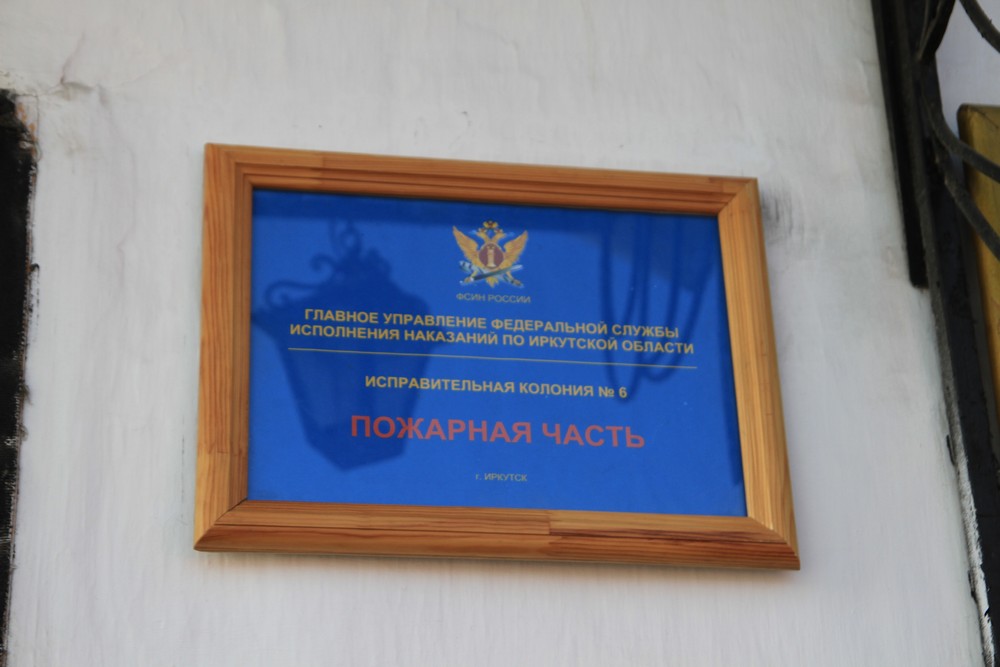 ФСИН РОССИИ
ГЛАВНОЕ УПРАВЛЕНИЕ ФЕДЕРАЛЬНОЙ СЛУЖБЫ
ИСПОЛНЕНИЯ НАКАЗАНИЙ ПО ИРКУТСКОЙ ОБЛАСТИ
ИСПРАВИТЕЛЬНАЯ КОЛОНИЯ № 6
ПОЖАРНАЯ ЧАСТЬ
г. ИРКУТСК